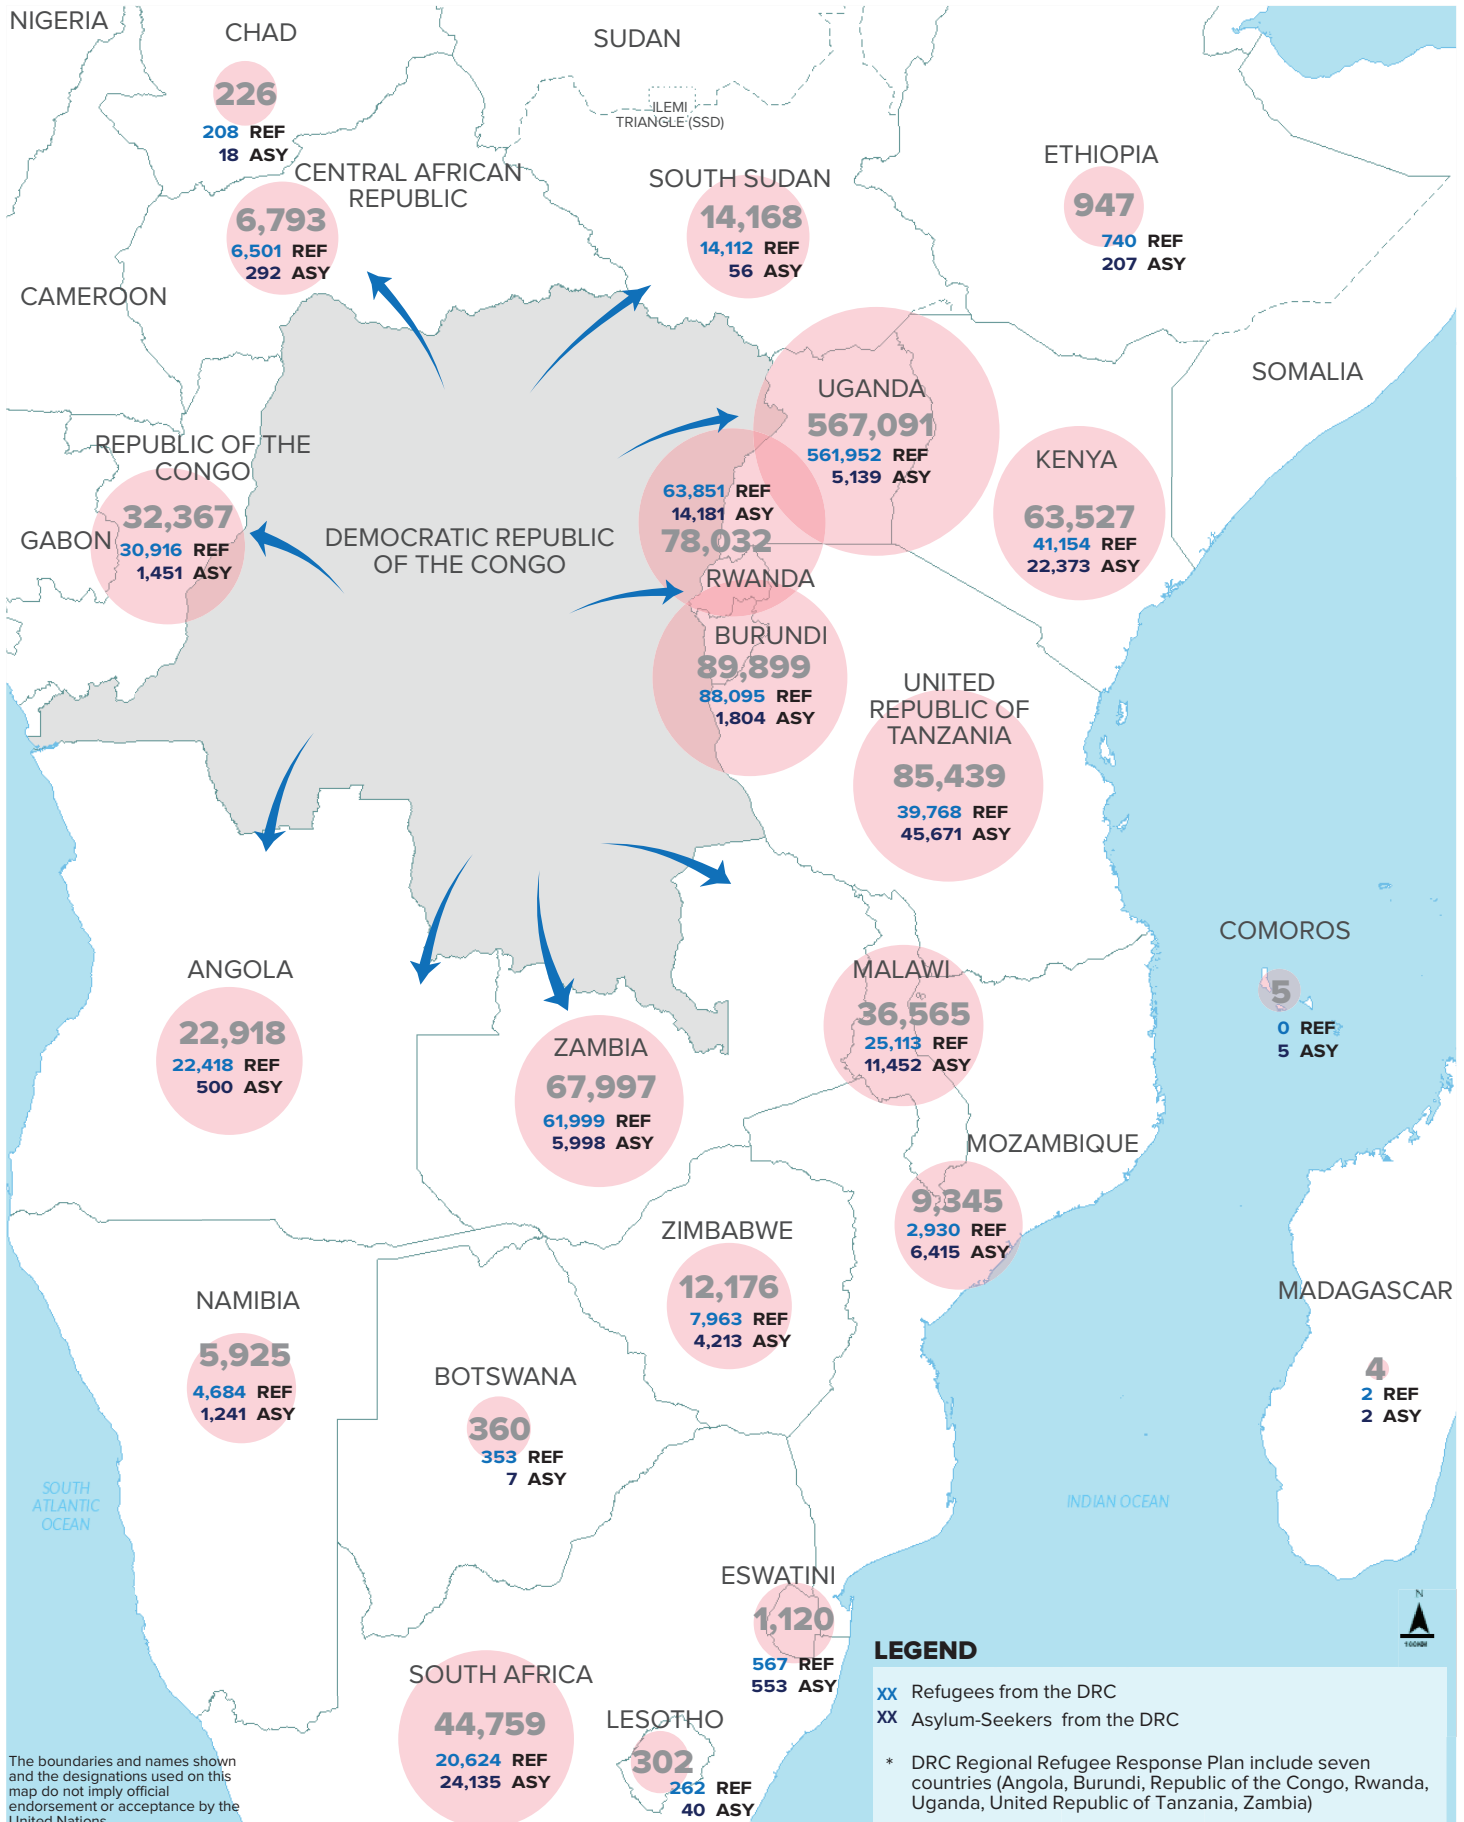 NIGERIA
CHAD
226
208 REF
18 ASY
SUDAN
ILEMI
TRIANGLE (SSD)
CENTRAL AFRICAN
REPUBLIC
6,793
6,501 REF
292 ASY
SOUTH SUDAN
14,168
14,112 REF
56 ASY
ETHIOPIA
947
740 REF
207 ASY
CAMEROON
SOMALIA
UGANDA
567,091
561,952 REF
5,139 ASY
KENYA
63,527
41,154 REF
22,373 ASY
REPUBLIC OF THE
CONGO
32,367
30,916 REF
1,451 ASY
GABON
DEMOCRATIC REPUBLIC
OF THE CONGO
63,851 REF
14,181 ASY
78,032
RWANDA
BURUNDI
89,899
88,095 REF
1,804 ASY
UNITED
REPUBLIC OF
TANZANIA
85,439
39,768 REF
45,671 ASY
COMOROS
5
0 REF
5 ASY
ANGOLA
22,918
22,418 REF
500 ASY
ZAMBIA
67,997
61,999 REF
5,998 ASY
MALAWI
36,565
25,113 REF
11,452 ASY
MOZAMBIQUE
9,345
2,930 REF
6,415 ASY
ZIMBABWE
12,176
7,963 REF
4,213 ASY
MADAGASCAR
4
2 REF
2 ASY
NAMIBIA
5,925
4,684 REF
1,241 ASY
BOTSWANA
360
353 REF
7 ASY
SOUTH
ATLANTIC
OCEAN
INDIAN OCEAN
ESWATINI
1,120
567 REF
553 ASY
SOUTH AFRICA
44,759
20,624 REF
24,135 ASY
LESOTHO
302
262 REF
40 ASY
N
100KM
LEGEND
XX Refugees from the DRC
XX Asylum-Seekers from the DRC
* DRC Regional Refugee Response Plan include seven
countries (Angola, Burundi, Republic of the Congo, Rwanda,
Uganda, United Republic of Tanzania, Zambia)
The boundaries and names shown
and the designations used on this
map do not imply official
endorsement or acceptance by the
United Nations